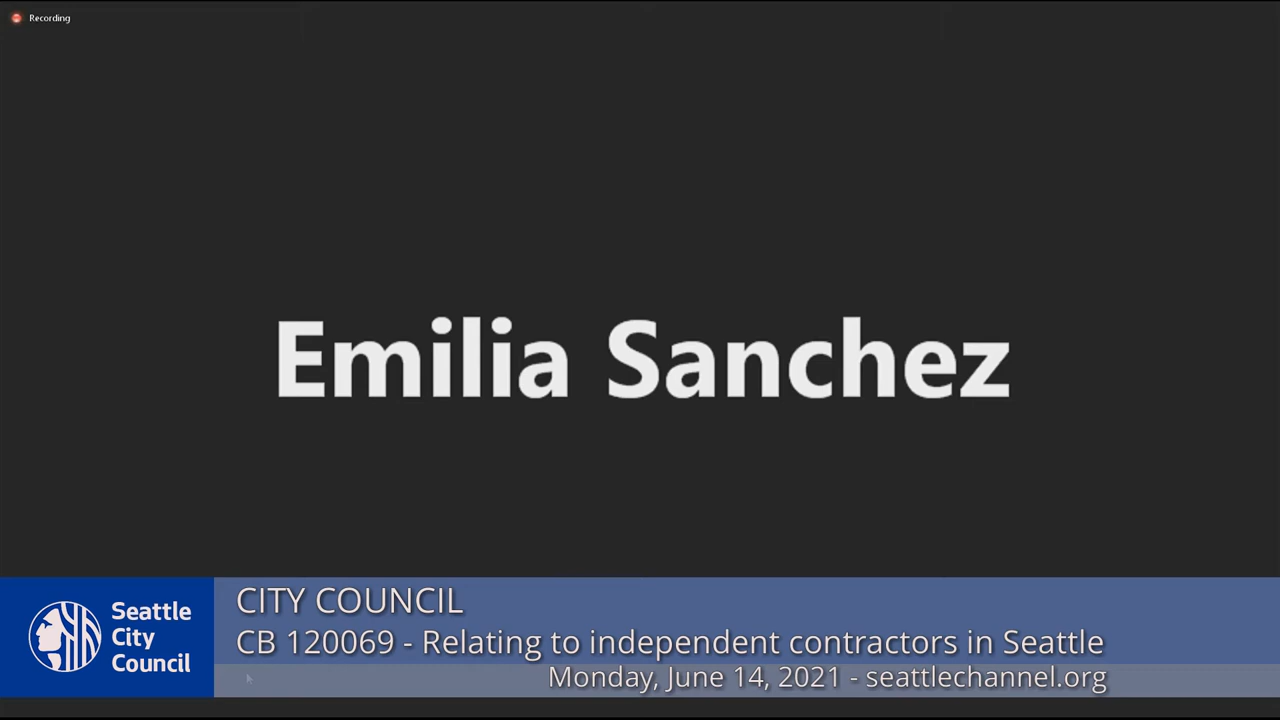 Recording
Emilia Sanchez
Seattle
City
Council
CITY COUNCIL
CB 120069 - Relating to independent contractors in Seattle
Monday, June 14, 2021 - seattlechannel.org